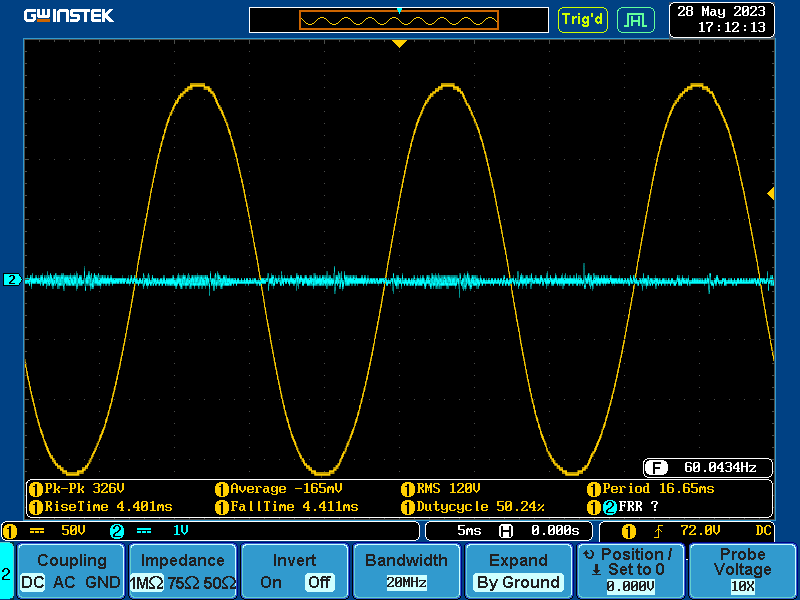 GWINSTEK
Trig'd
28 May 2023
17:12:13
2
F 60.0434Hz
1 Pk-Pk 326V 1 Average -165mV 1 RMS 120V 1 Period 16.65ms
1 RiseTime 4.401ms 1 FallTime 4.411ms 1 Dutycycle 50.24% 1 2 FRR ?
1 50V 2 1V 5ms H 0.000s 1 72.0V DC
2
Coupling
DC AC GND
Impedance
1MΩ 75Ω 50Ω
Invert
On Off
Bandwidth
20MHz
Expand
By Ground
Position /
Set to 0
0.000V
Probe
Voltage
10X